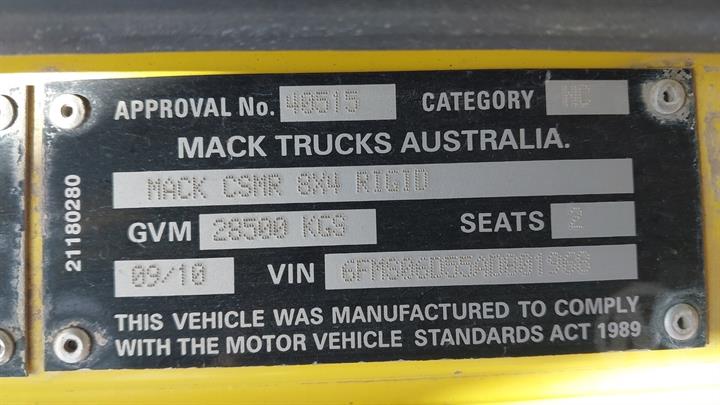 APPROVAL No. 40515 CATEGORY NC
MACK TRUCKS AUSTRALIA.
MACK CSMR 8X4 RIGID
GVM 28500 KGS SEATS 2
09/10 VIN
THIS VEHICLE WAS MANUFACTURED TO COMPLY
WITH THE MOTOR VEHICLE STANDARDS ACT 1989
21180280